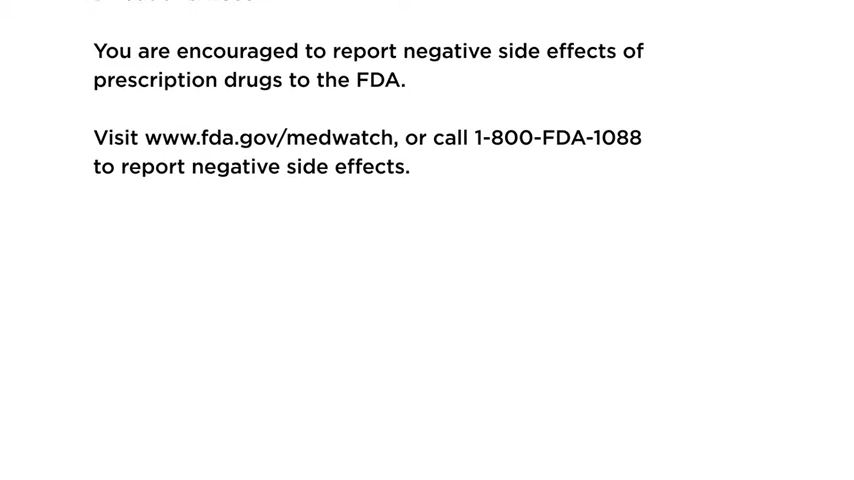 You are encouraged to report negative side effects of
prescription drugs to the FDA.
Visit www.fda.gov/medwatch, or call 1-800-FDA-1088
to report negative side effects.